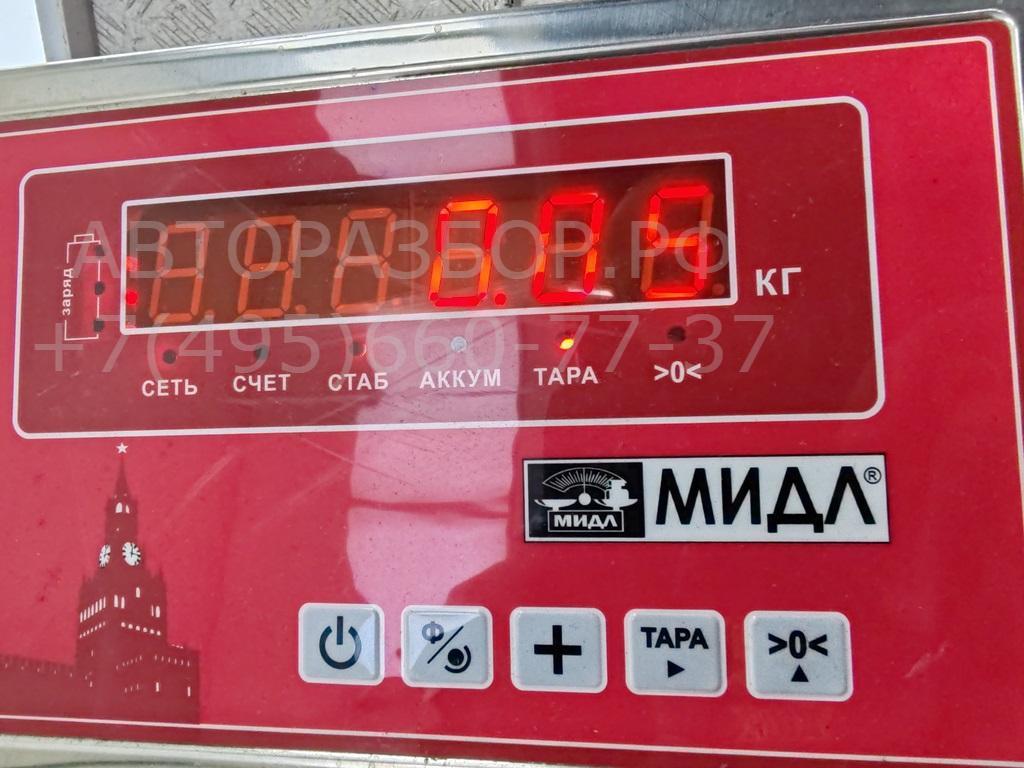 АВТОРАЗБОР.РФ
КГ
заряд
+7(495)660-77-37
СЕТЬ СЧЕТ СТАБ АККУМ ТАРА >0<
МИДЛ МИДЛ®
Ф ТАРА >0<